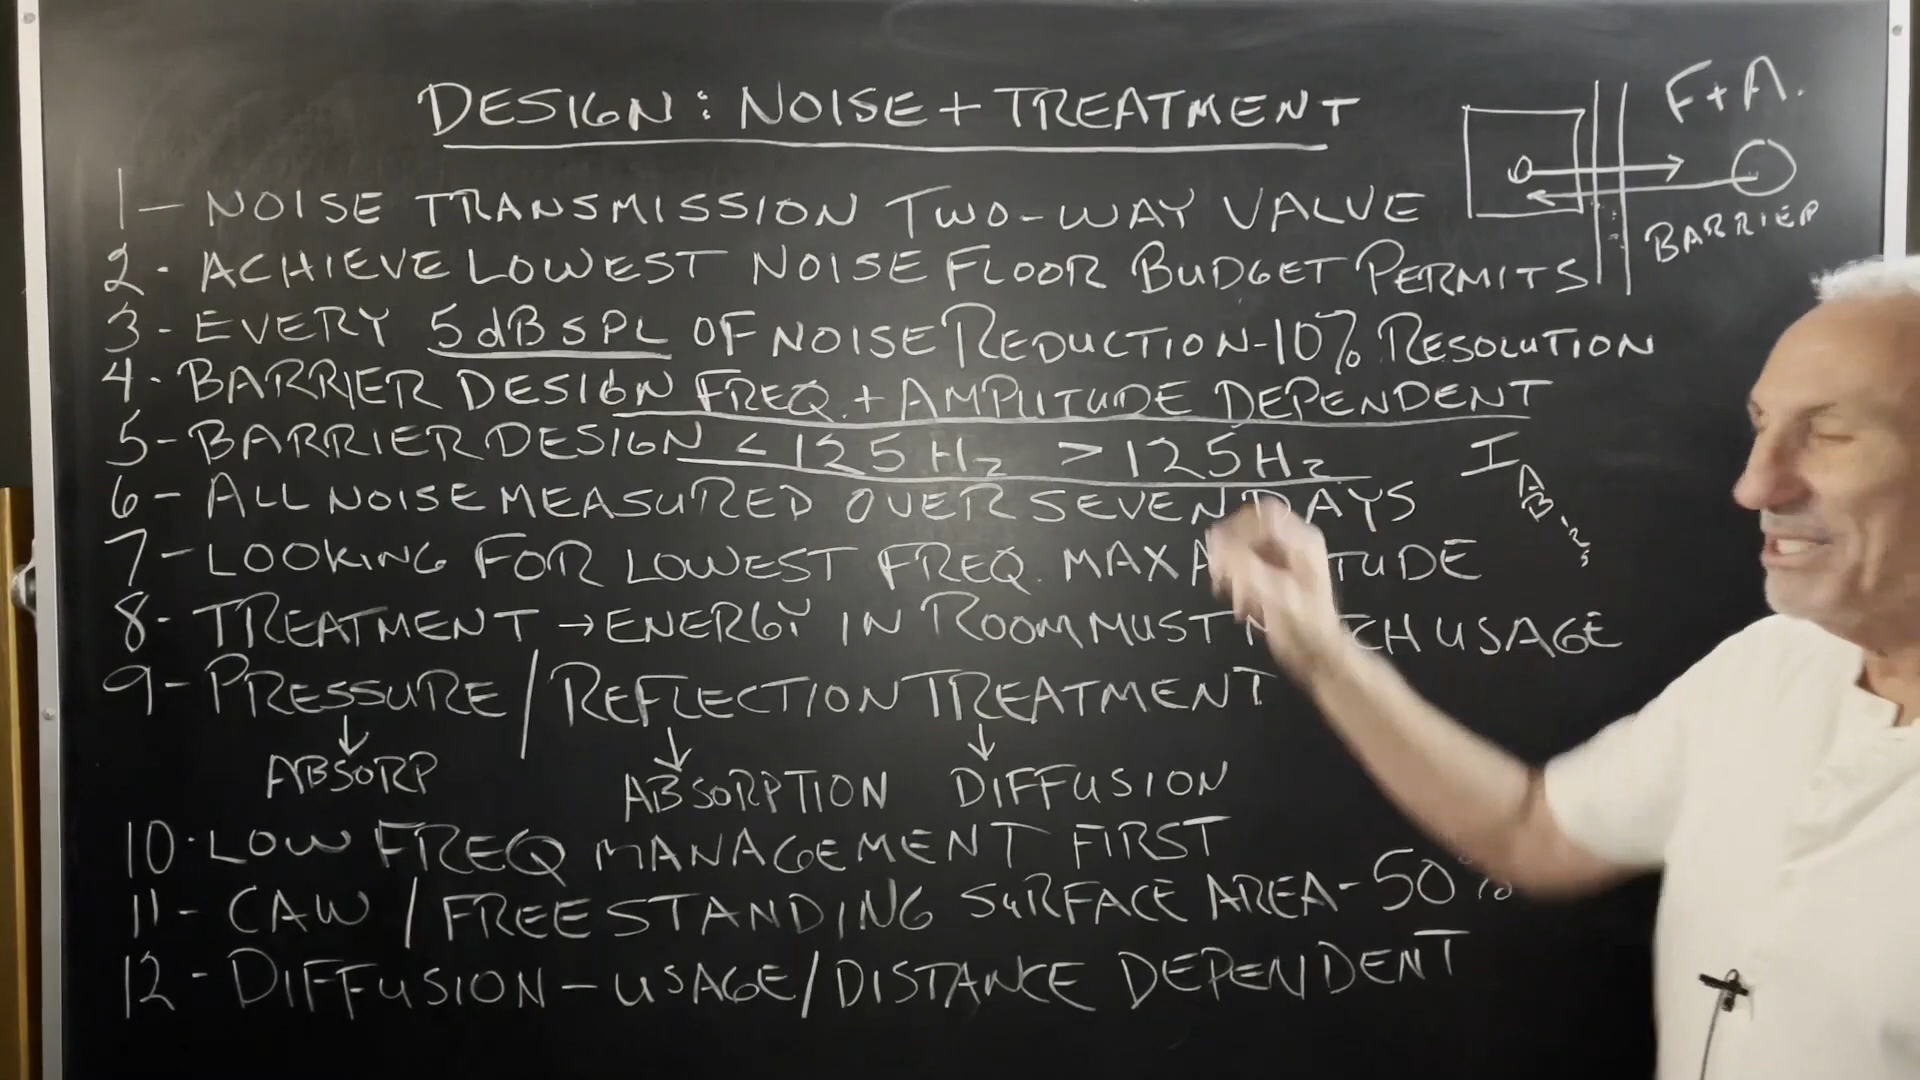 DESIGN: NOISE + TREATMENT
1- NOISE TRANSMISSION TWO-WAY VALVE
2- ACHIEVE LOWEST NOISE FLOOR BUDGET PERMITS
3- EVERY 5dB SPL OF NOISE REDUCTION-10% RESOLUTION
4- BARRIER DESIGN FREQ. + AMPLITUDE DEPENDENT
5- BARRIER DESIGN < 125Hz > 125Hz
6- ALL NOISE MEASURED OVER SEVEN DAYS
7- LOOKING FOR LOWEST FREQ. MAX A TUDE
8- TREATMENT → ENERGY IN ROOM MUST CH USAGE
9- PRESSURE / REFLECTION TREATMENT
ABSORP ABSORPTION DIFFUSION
10- LOW FREQ MANAGEMENT FIRST
11- CAW / FREESTANDING SURFACE AREA-50%
12- DIFFUSION - USAGE/DISTANCE DEPENDENT
F+A.
BARRIER
I
A
B